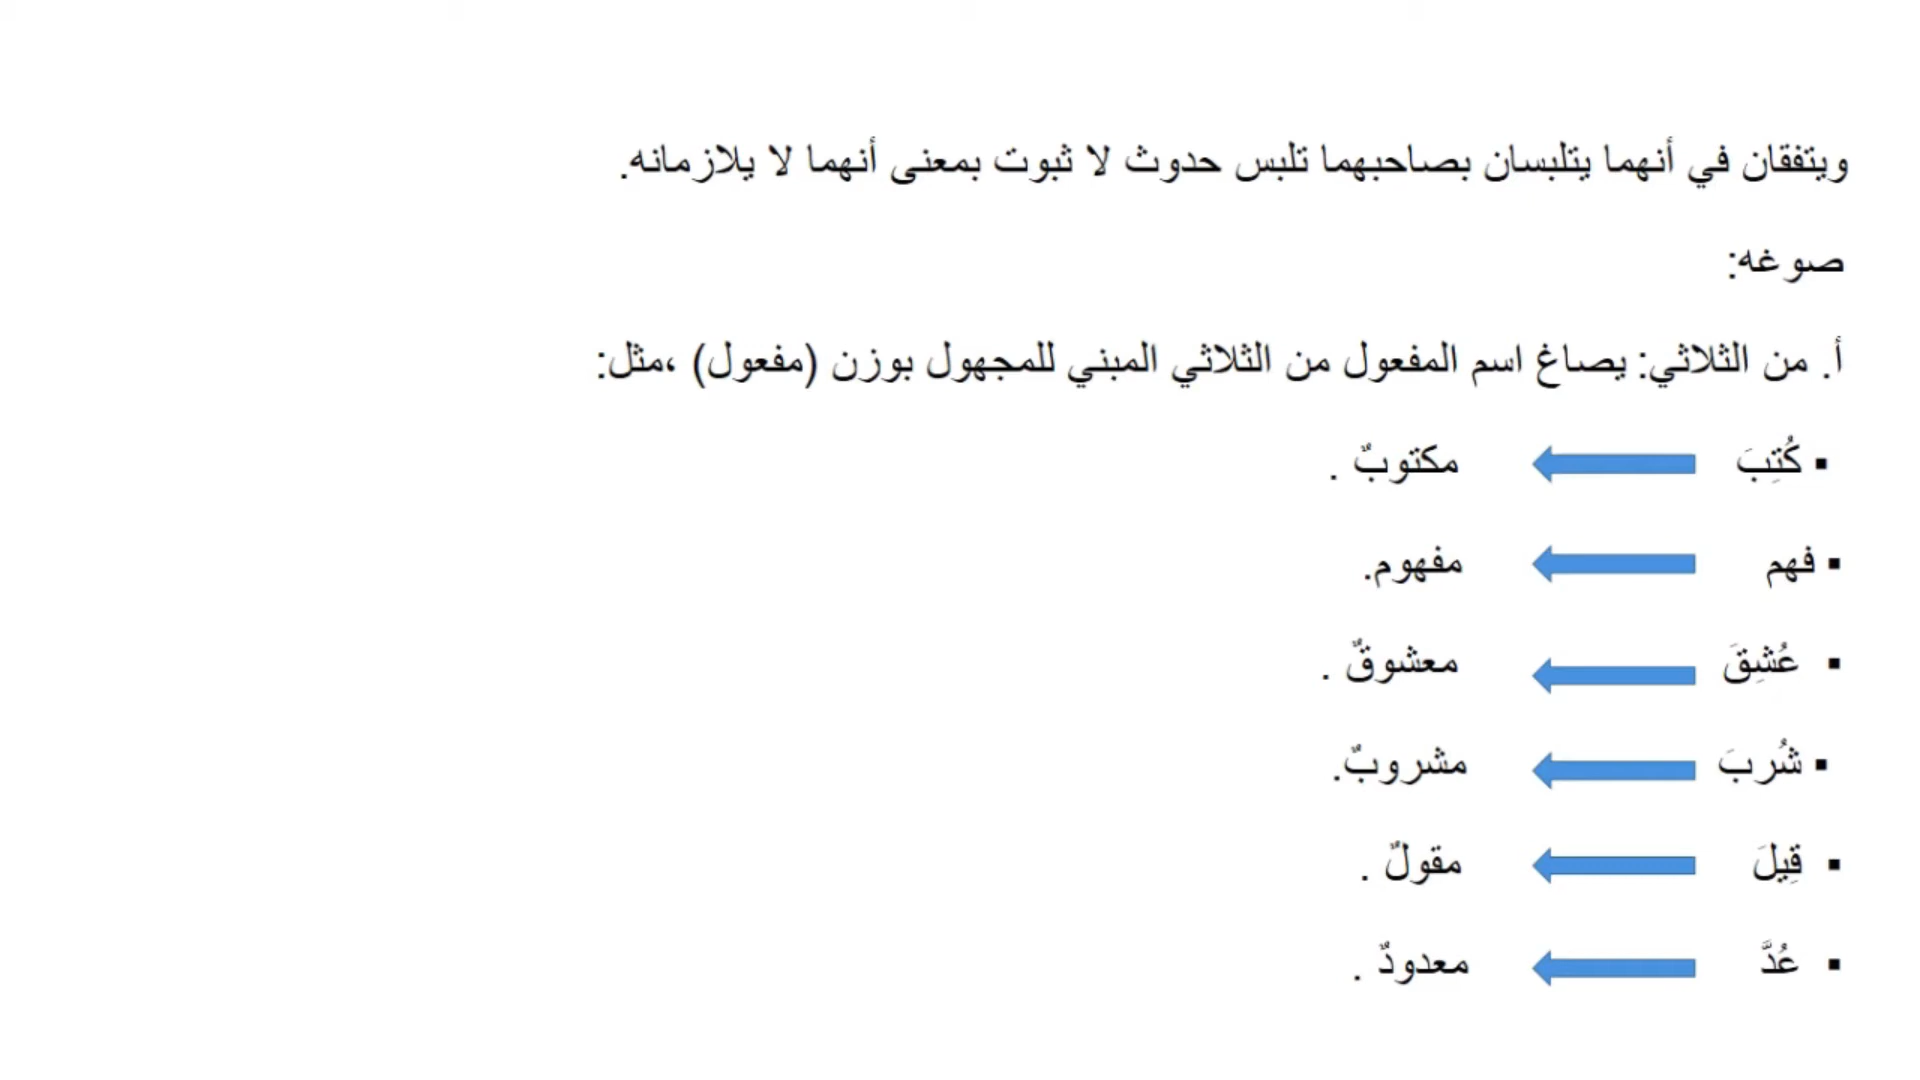 ويتفقان في أنهما يتلبسان بصاحبهما تلبس حدوث لا ثبوت بمعنى أنهما لا يلازمانه.
صوغه:
أ. من الثلاثي: يصاغ اسم المفعول من الثلاثي المبني للمجهول بوزن (مفعول) ،مثل:
▪ كُتِبَ مكتوبٌ .
▪ فهم مفهوم.
▪ عُشِقَ معشوقٌ .
▪ شُربَ مشروبٌ.
▪ قِيلَ مقولٌ .
▪ عُدَّ معدودٌ .